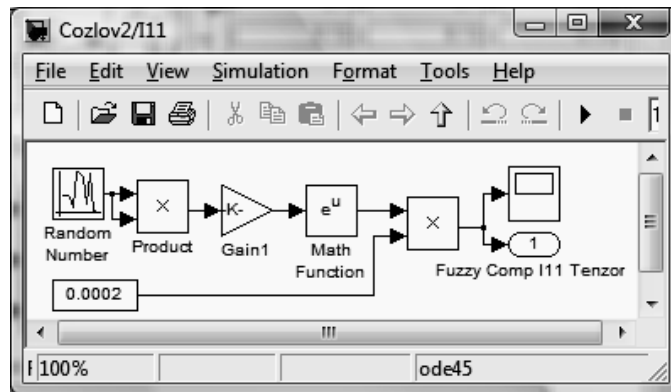 Cozlov2/I11
File Edit View Simulation Format Tools Help
1
Random Number
Product
-K-
Gain1
e^u
Math Function
×
×
1
Fuzzy Comp I11 Tenzor
0.0002
100%
ode45